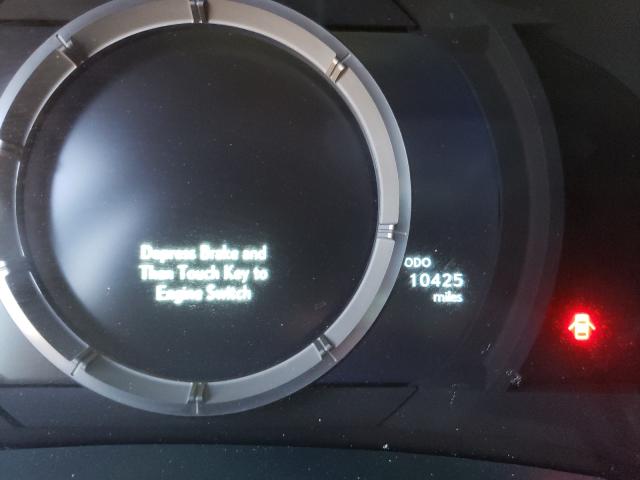 Depress Brake and
Then Touch Key to
Engine Switch
ODO
10425
miles